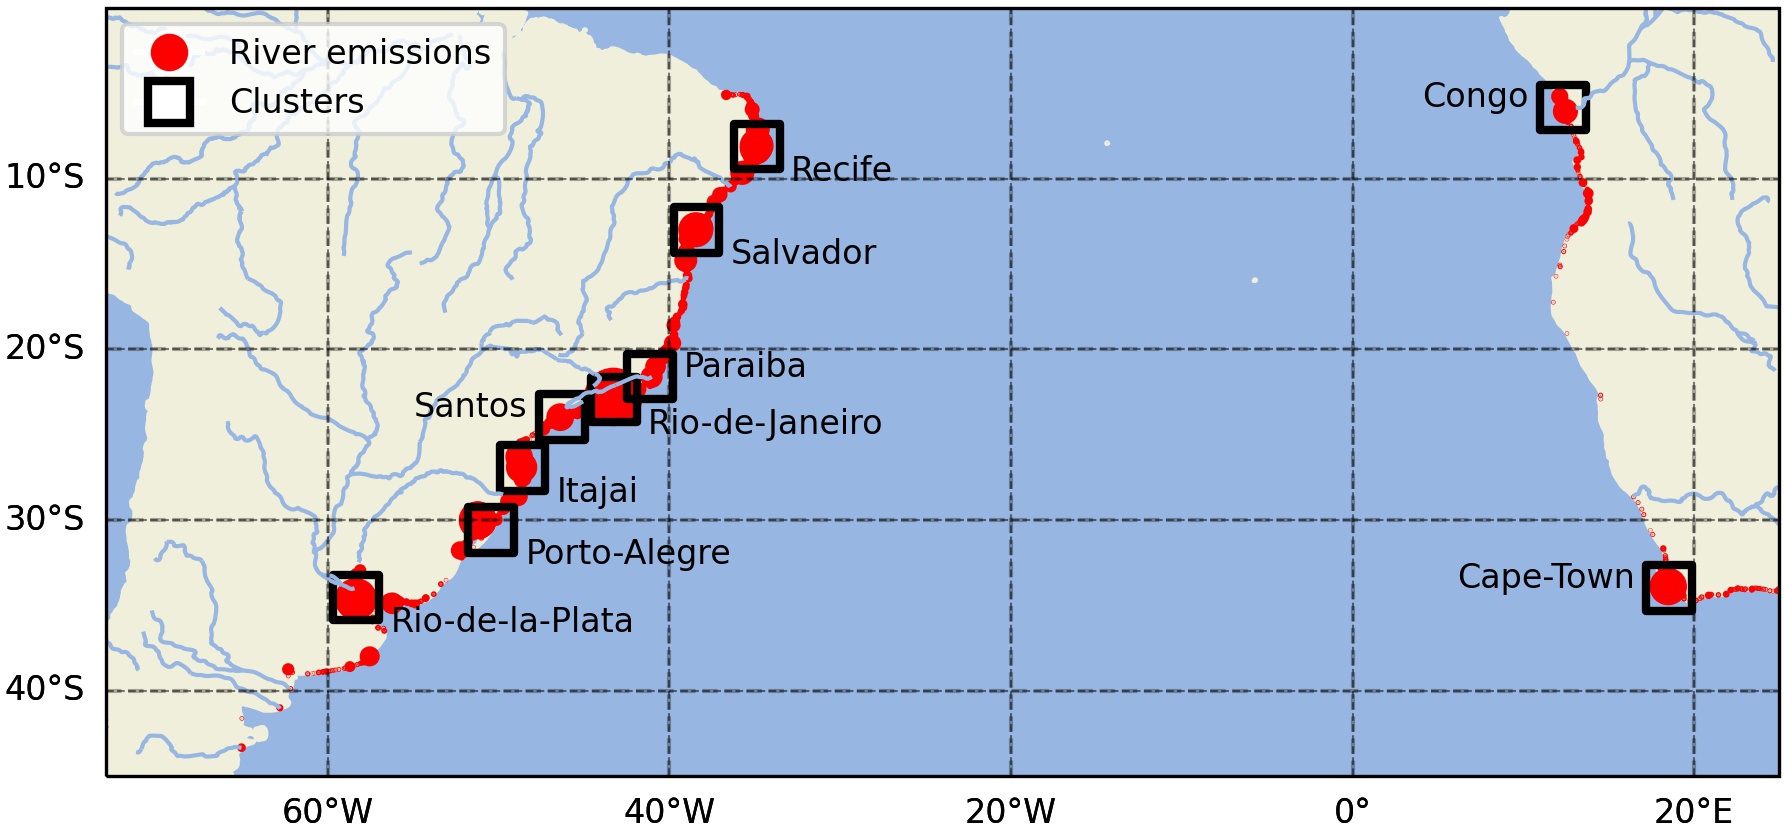 River emissions
Clusters
Congo
Recife
10°S
Salvador
20°S
Paraiba
Santos
Rio-de-Janeiro
Itajai
30°S
Porto-Alegre
Cape-Town
Rio-de-la-Plata
40°S
60°W
40°W
20°W
0°
20°E